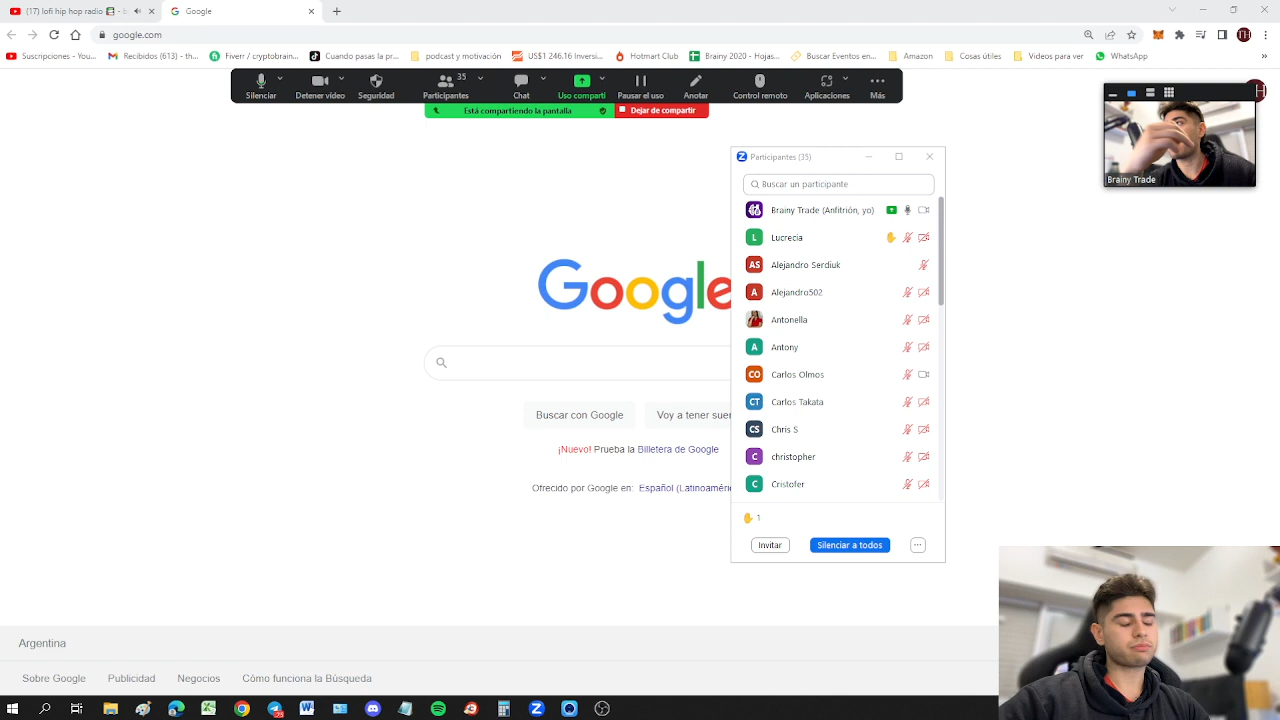 (17) lofi hip hop radio
Google
google.com
Suscripciones - You...
Recibidos (613) - th...
Fiverr / cryptobrain...
Cuando pasas la pr...
podcast y motivación
US$1 246.16 Inversi...
Hotmart Club
Brainy 2020 - Hojas...
Buscar Eventos en...
Amazon
Cosas útiles
Videos para ver
WhatsApp
Silenciar
Detener video
Seguridad
35
Participantes
Chat
Uso comparti
Pausar el uso
Anotar
Control remoto
Aplicaciones
Más
Está compartiendo la pantalla
Dejar de compartir
Brainy Trade
Participantes (35)
Buscar un participante
Brainy Trade (Anfitrión, yo)
L Lucrecia
AS Alejandro Serdiuk
A Alejandro502
Antonella
A Antony
CO Carlos Olmos
CT Carlos Takata
CS Chris S
C christopher
C Cristofer
1
Invitar
Silenciar a todos
Google
Buscar con Google
Voy a tener suer
¡Nuevo! Prueba la Billetera de Google
Ofrecido por Google en: Español (Latinoaméri
Argentina
Sobre Google
Publicidad
Negocios
Cómo funciona la Búsqueda